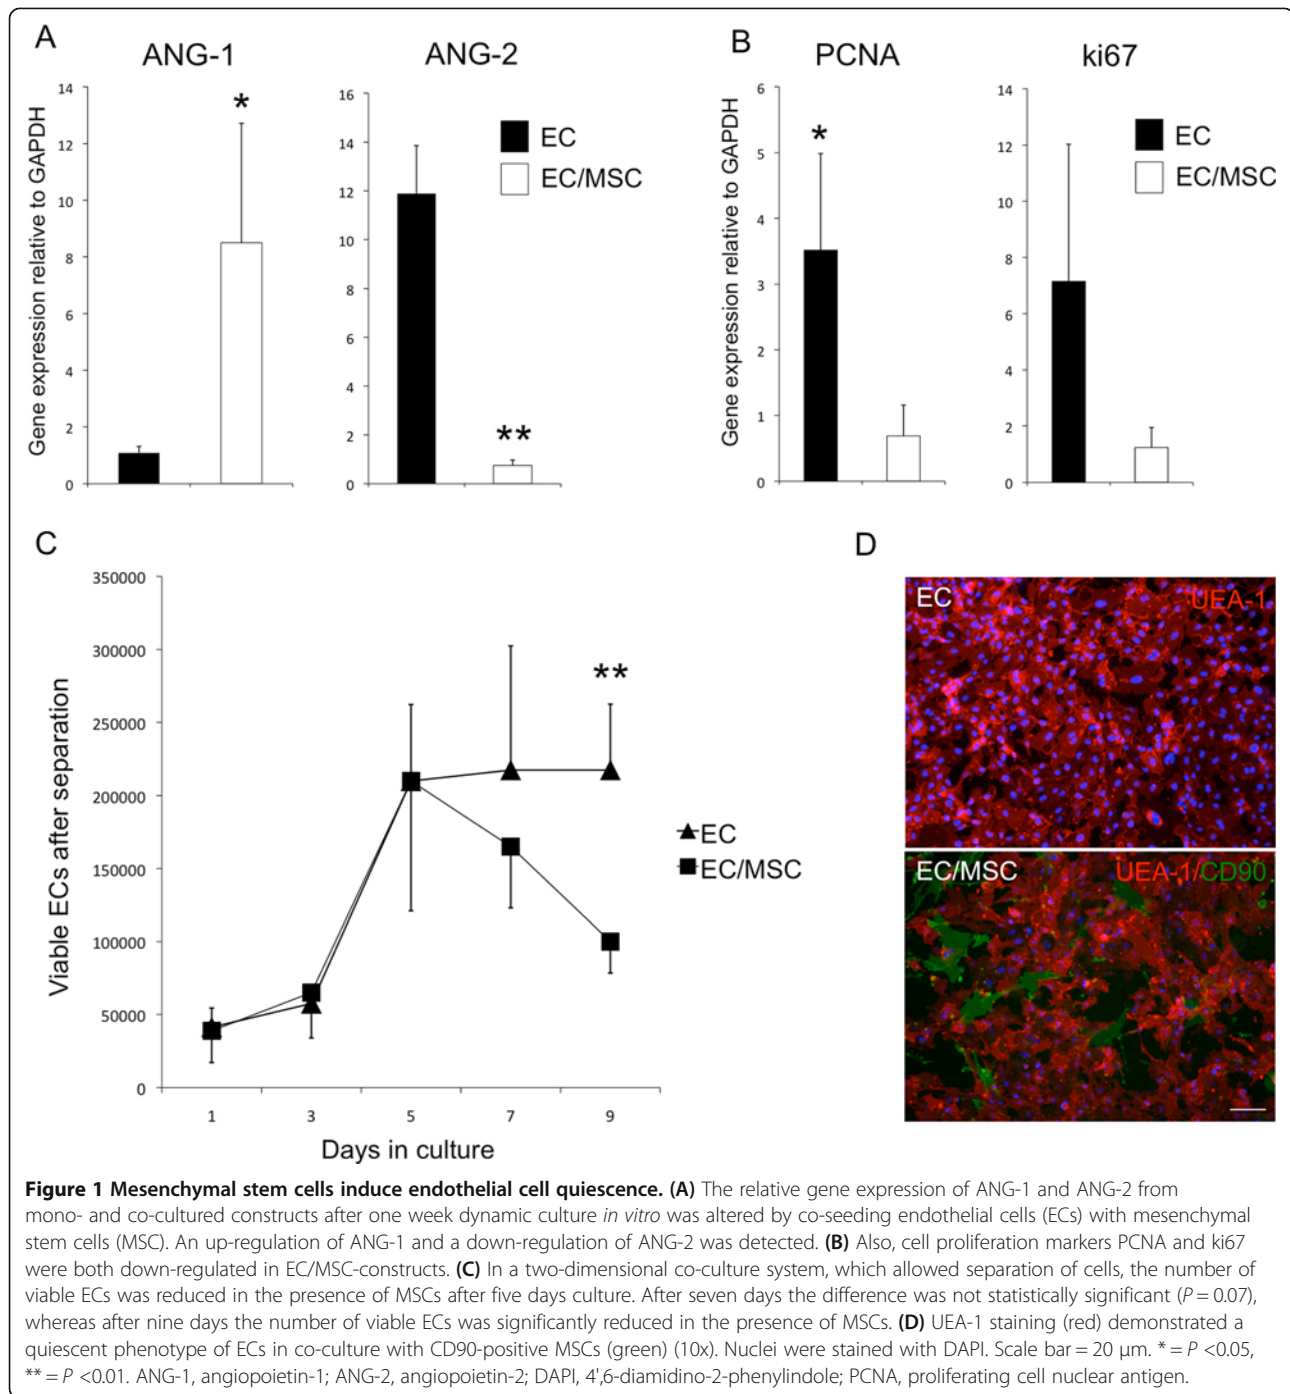 A
ANG-1
ANG-2
Gene expression relative to GAPDH
14
12
10
8
6
4
2
0
*
16
14
12
10
8
6
4
2
0
**
EC
EC/MSC
B
PCNA
ki67
Gene expression relative to GAPDH
6
5
4
3
2
1
0
*
14
12
10
8
6
4
2
0
EC
EC/MSC
C
Viable ECs after separation
350000
300000
250000
200000
150000
100000
50000
0
**
1 3 5 7 9
Days in culture
EC
EC/MSC
D
EC UEA-1
EC/MSC UEA-1/CD90
Figure 1 Mesenchymal stem cells induce endothelial cell quiescence. (A) The relative gene expression of ANG-1 and ANG-2 from
mono- and co-cultured constructs after one week dynamic culture in vitro was altered by co-seeding endothelial cells (ECs) with mesenchymal
stem cells (MSC). An up-regulation of ANG-1 and a down-regulation of ANG-2 was detected. (B) Also, cell proliferation markers PCNA and ki67
were both down-regulated in EC/MSC-constructs. (C) In a two-dimensional co-culture system, which allowed separation of cells, the number of
viable ECs was reduced in the presence of MSCs after five days culture. After seven days the difference was not statistically significant (P = 0.07),
whereas after nine days the number of viable ECs was significantly reduced in the presence of MSCs. (D) UEA-1 staining (red) demonstrated a
quiescent phenotype of ECs in co-culture with CD90-positive MSCs (green) (10x). Nuclei were stained with DAPI. Scale bar = 20 μm. * = P <0.05,
** = P <0.01. ANG-1, angiopoietin-1; ANG-2, angiopoietin-2; DAPI, 4',6-diamidino-2-phenylindole; PCNA, proliferating cell nuclear antigen.